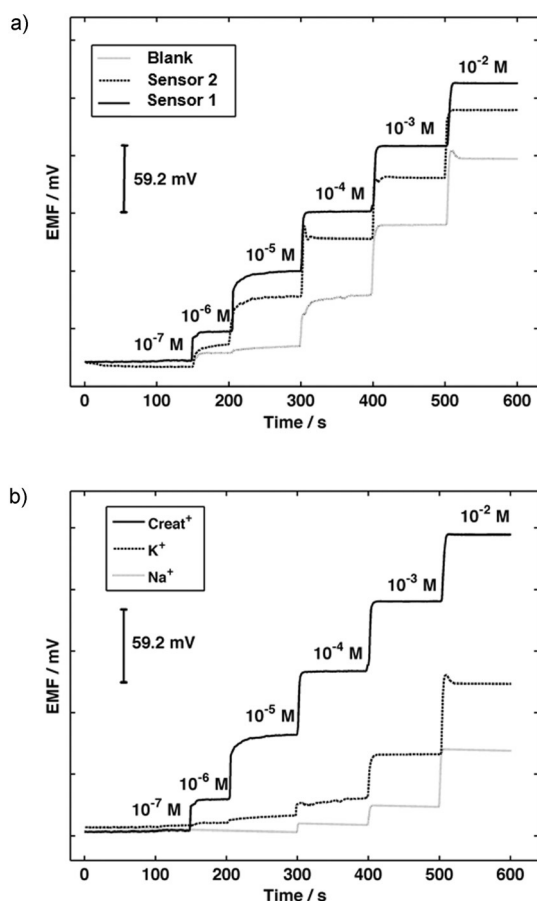 a)
Blank
Sensor 2
Sensor 1
59.2 mV
10⁻⁷ M
10⁻⁶ M
10⁻⁵ M
10⁻⁴ M
10⁻³ M
10⁻² M
EMF / mV
0 100 200 300 400 500 600
Time / s
b)
Creat⁺
K⁺
Na⁺
59.2 mV
10⁻⁷ M
10⁻⁶ M
10⁻⁵ M
10⁻⁴ M
10⁻³ M
10⁻² M
EMF / mV
0 100 200 300 400 500 600
Time / s